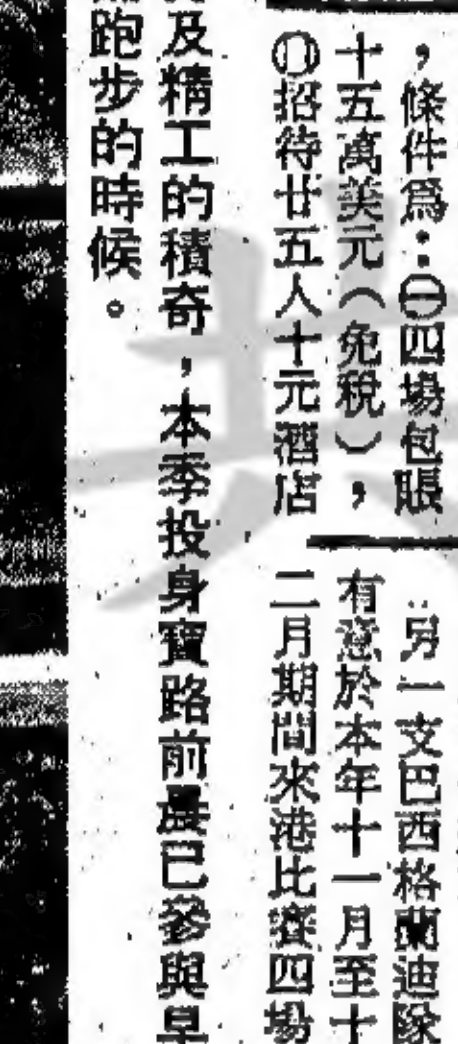 ,條件爲:㊀四場包賬
十五萬美元(免稅),
㊁招待廿五人十元酒店
另一支巴西格蘭迪隊
有意於本年十一月至十
二月期間來港比賽四場
及精工的積奇,本季投身寶路前晨已參與早
跑步的時候。